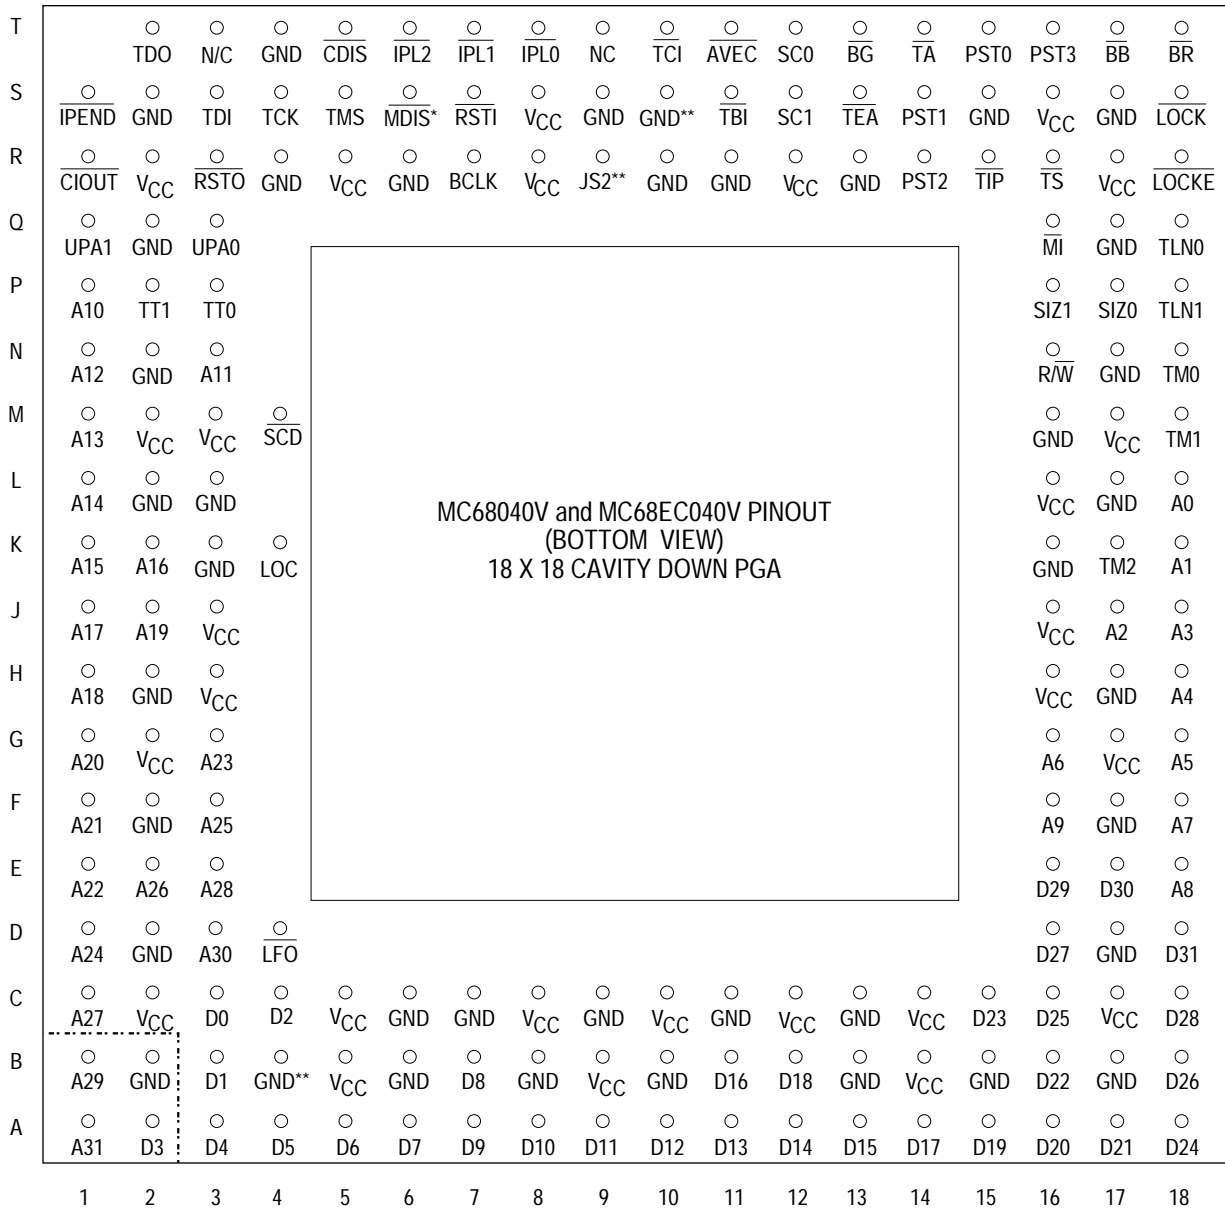 T
TDO N/C GND CDIS IPL2 IPL1 IPL0 NC TCI AVEC SC0 BG TA PST0 PST3 BB BR
S
IPEND GND TDI TCK TMS MDIS* RSTI VCC GND GND** TBI SC1 TEA PST1 GND VCC GND LOCK
R
CIOUT VCC RSTO GND VCC GND BCLK VCC JS2** GND GND VCC GND PST2 TIP TS VCC LOCKE
Q
UPA1 GND UPA0 MI GND TLN0
P
A10 TT1 TT0 SIZ1 SIZ0 TLN1
N
A12 GND A11 R/W GND TM0
M
A13 VCC VCC SCD GND VCC TM1
L
A14 GND GND VCC GND A0
MC68040V and MC68EC040V PINOUT
(BOTTOM VIEW)
18 X 18 CAVITY DOWN PGA
K
A15 A16 GND LOC GND TM2 A1
J
A17 A19 VCC VCC A2 A3
H
A18 GND VCC VCC GND A4
G
A20 VCC A23 A6 VCC A5
F
A21 GND A25 A9 GND A7
E
A22 A26 A28 D29 D30 A8
D
A24 GND A30 LFO D27 GND D31
C
A27 VCC D0 D2 VCC GND GND VCC GND VCC GND VCC GND VCC D23 D25 VCC D28
B
A29 GND D1 GND** VCC GND D8 GND VCC GND D16 D18 GND VCC GND D22 GND D26
A
A31 D3 D4 D5 D6 D7 D9 D10 D11 D12 D13 D14 D15 D17 D19 D20 D21 D24
1 2 3 4 5 6 7 8 9 10 11 12 13 14 15 16 17 18